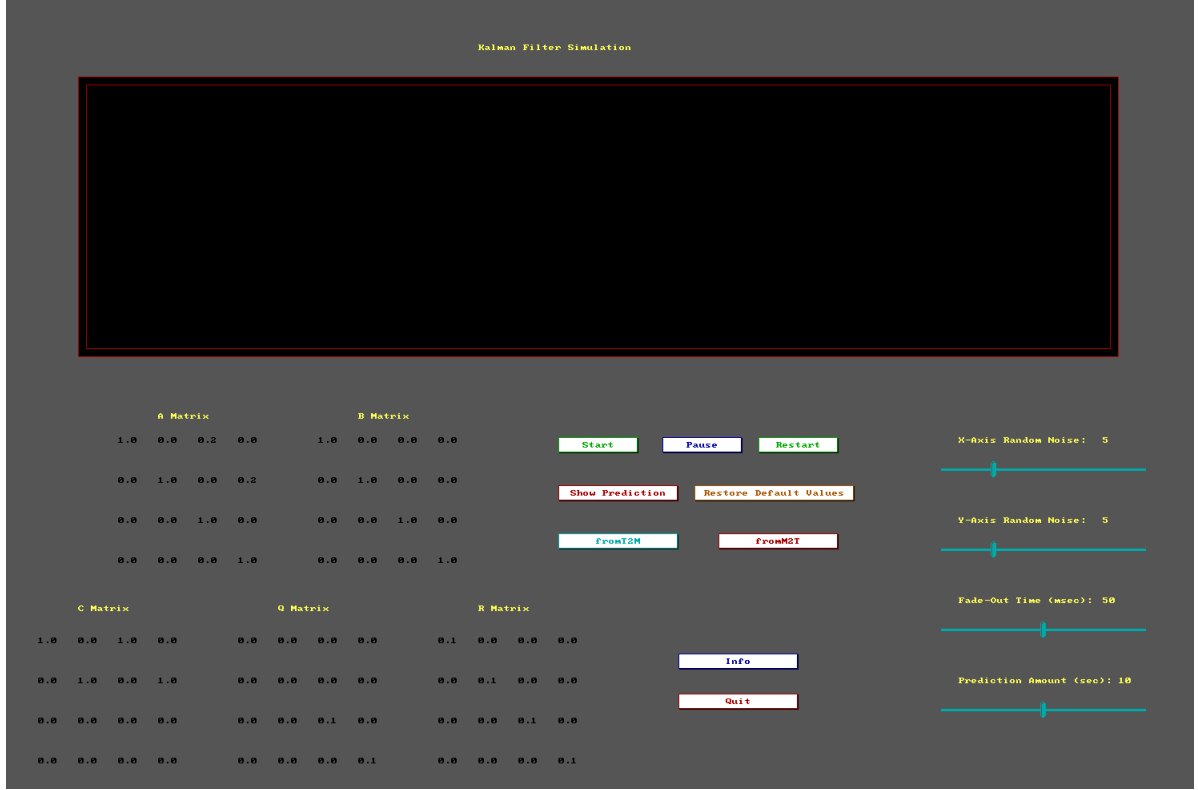 Kalman Filter Simulation
A Matrix B Matrix
1.0 0.0 0.2 0.0 1.0 0.0 0.0 0.0
0.0 1.0 0.0 0.2 0.0 1.0 0.0 0.0
0.0 0.0 1.0 0.0 0.0 0.0 1.0 0.0
0.0 0.0 0.0 1.0 0.0 0.0 0.0 1.0
Start Pause Restart
Show Prediction Restore Default Values
fromT2M fromM2T
X-Axis Random Noise: 5
Y-Axis Random Noise: 5
Fade-Out Time (msec): 50
Prediction Amount (sec): 10
C Matrix Q Matrix R Matrix
1.0 0.0 1.0 0.0 0.0 0.0 0.0 0.0 0.1 0.0 0.0 0.0
0.0 1.0 0.0 1.0 0.0 0.0 0.0 0.0 0.0 0.1 0.0 0.0
0.0 0.0 0.0 0.0 0.0 0.0 0.1 0.0 0.0 0.0 0.1 0.0
0.0 0.0 0.0 0.0 0.0 0.0 0.0 0.1 0.0 0.0 0.0 0.1
Info
Quit